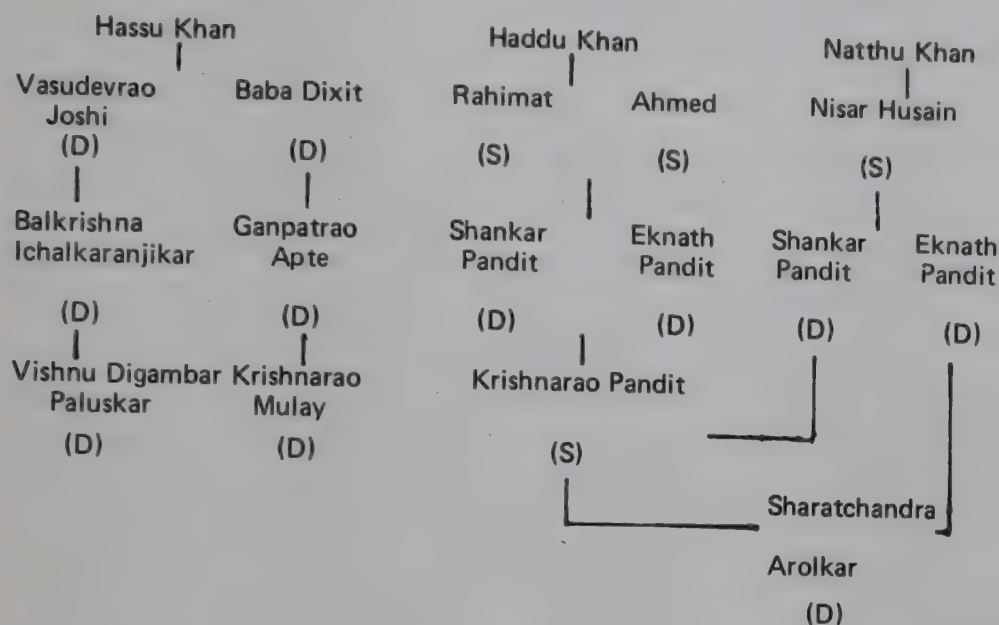 Hassu Khan
Haddu Khan
Natthu Khan
Vasudevrao
Joshi
(D)
Baba Dixit
(D)
Rahimat
(S)
Ahmed
(S)
Nisar Husain
(S)
Balkrishna
Ichalkaranjikar
(D)
Ganpatrao
Apte
(D)
Shankar
Pandit
(D)
Eknath
Pandit
(D)
Shankar
Pandit
(D)
Eknath
Pandit
(D)
Vishnu Digambar
Paluskar
(D)
Krishnarao
Mulay
(D)
Krishnarao Pandit
(S)
Sharatchandra
Arolkar
(D)